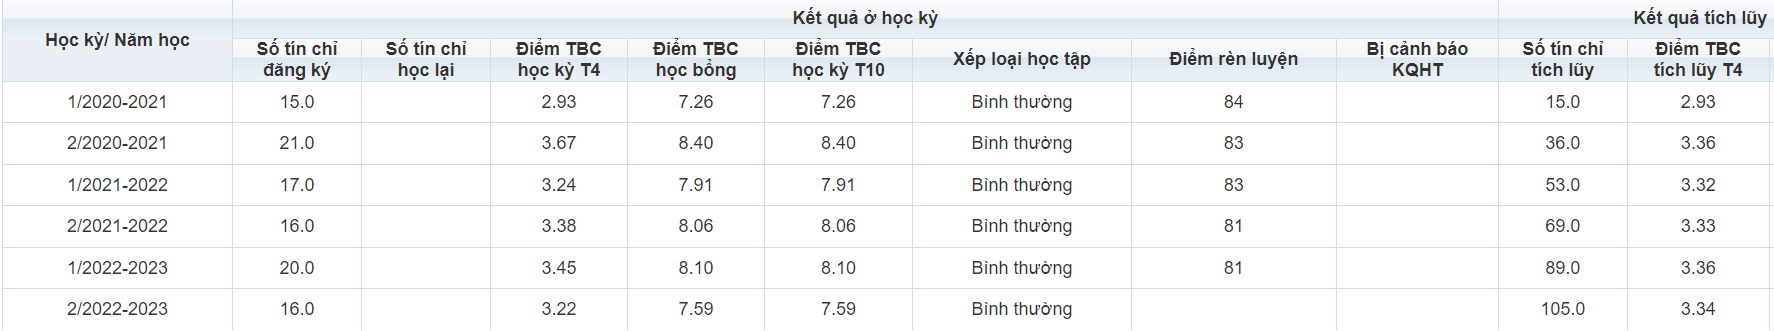 Học kỳ/ Năm học Kết quả ở học kỳ Kết quả tích lũy
Số tín chỉ đăng ký Số tín chỉ học lại Điểm TBC học kỳ T4 Điểm TBC học bổng Điểm TBC học kỳ T10 Xếp loại học tập Điểm rèn luyện Bị cảnh báo KQHT Số tín chỉ tích lũy Điểm TBC tích lũy T4
1/2020-2021 15.0 2.93 7.26 7.26 Bình thường 84 15.0 2.93
2/2020-2021 21.0 3.67 8.40 8.40 Bình thường 83 36.0 3.36
1/2021-2022 17.0 3.24 7.91 7.91 Bình thường 83 53.0 3.32
2/2021-2022 16.0 3.38 8.06 8.06 Bình thường 81 69.0 3.33
1/2022-2023 20.0 3.45 8.10 8.10 Bình thường 81 89.0 3.36
2/2022-2023 16.0 3.22 7.59 7.59 Bình thường 105.0 3.34